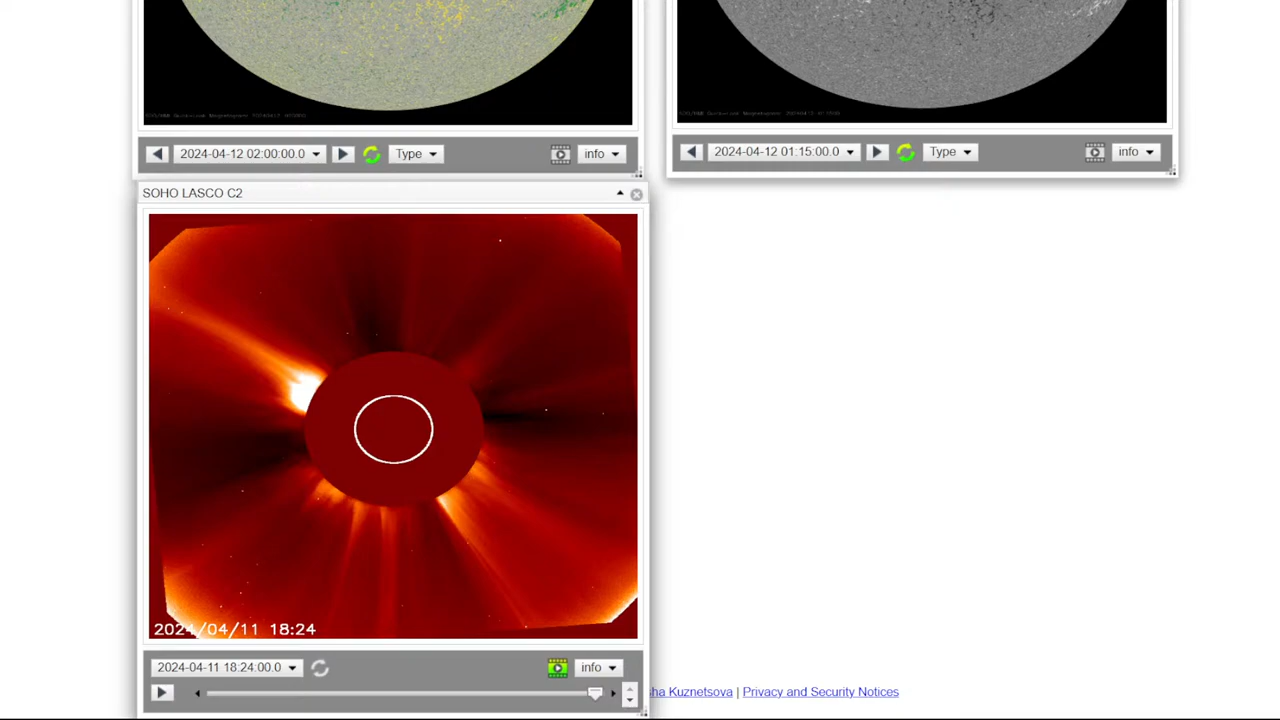 2024-04-12 02:00:00.0
Type
info
2024-04-12 01:15:00.0
Type
info
SOHO LASCO C2
2024/04/11 18:24
2024-04-11 18:24:00.0
info
sha Kuznetsova | Privacy and Security Notices